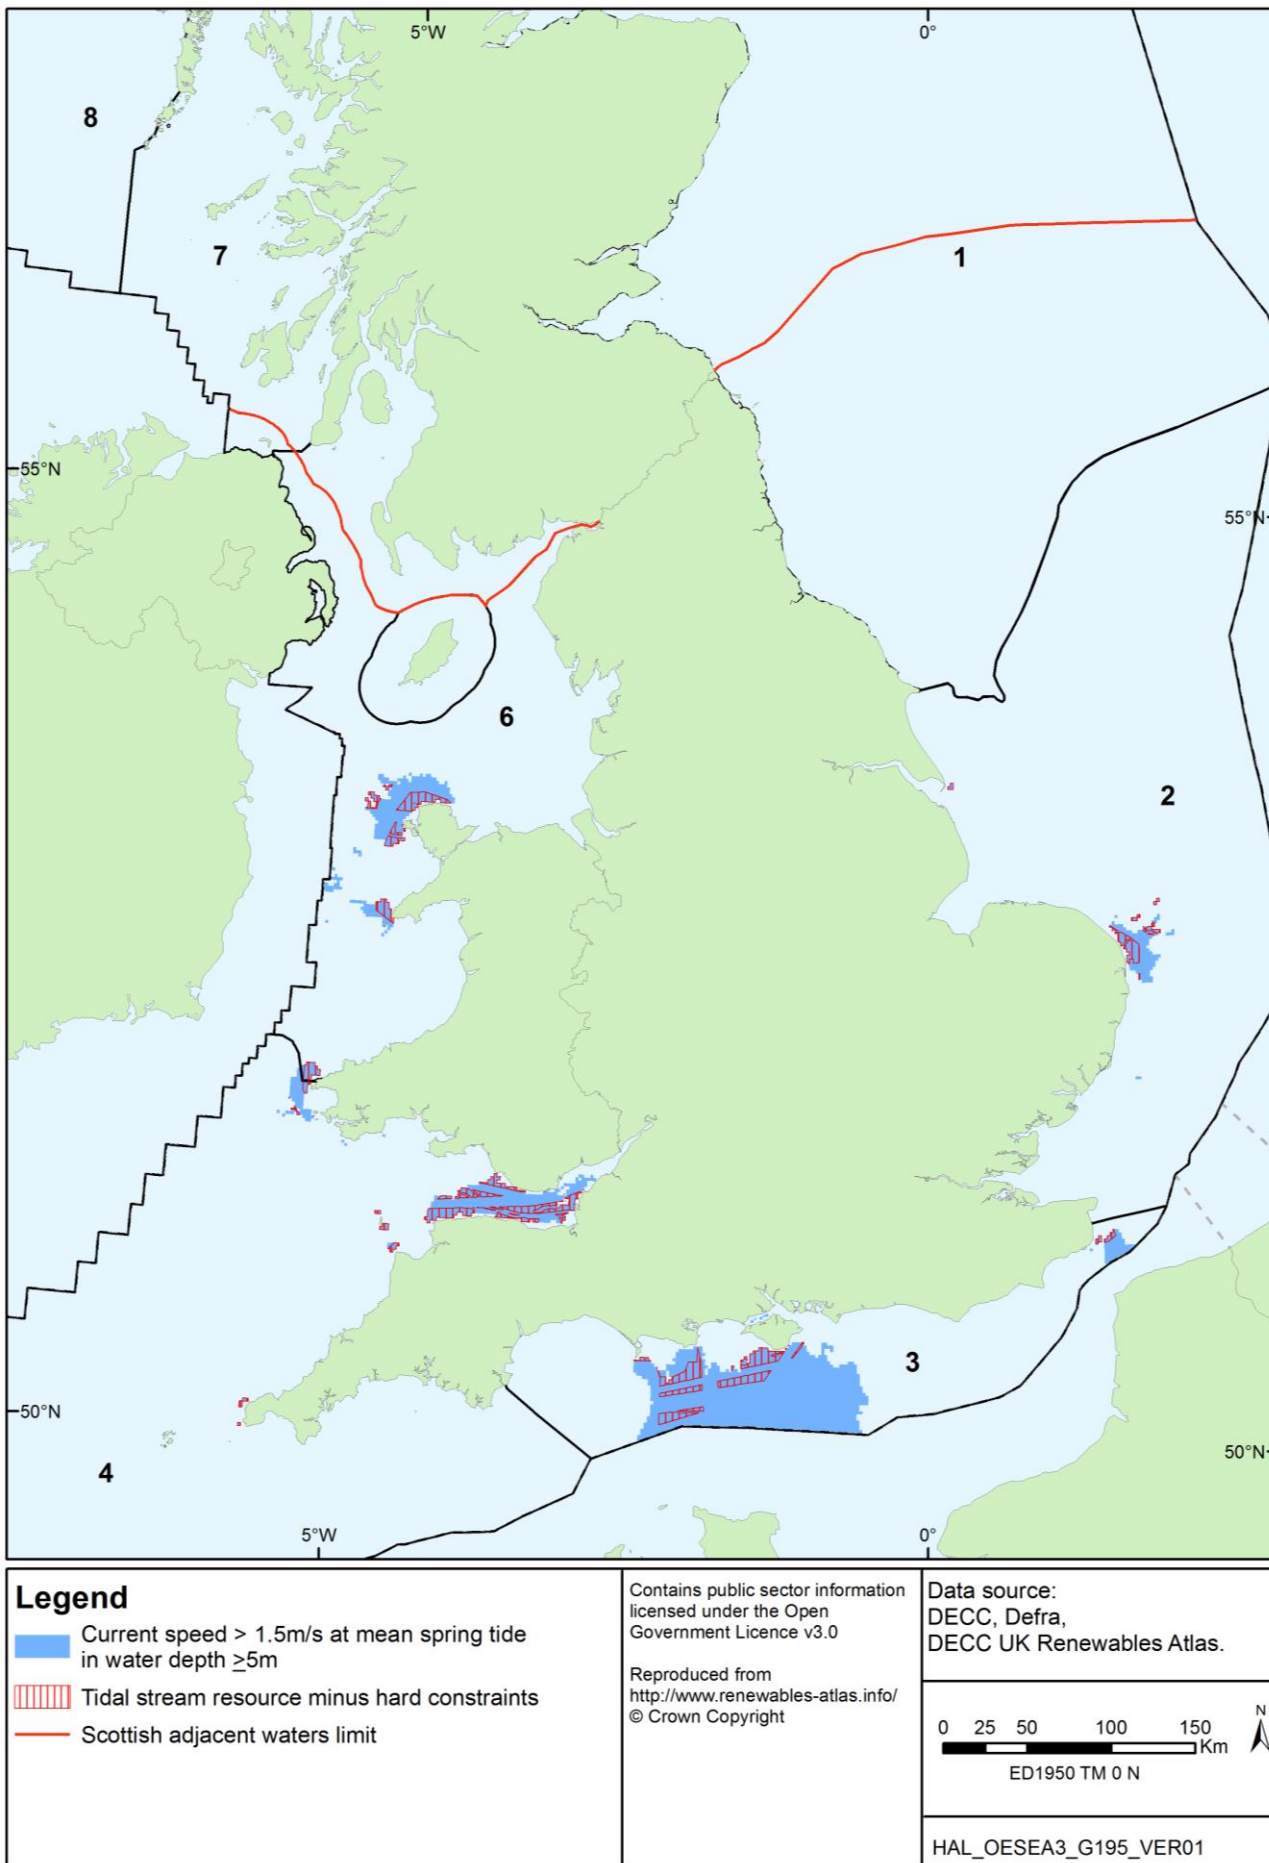 5°W
0°
8
7
1
55°N
55°N
6
2
3
50°N
50°N
4
5°W
0°
Legend
Current speed > 1.5m/s at mean spring tide
in water depth ≥5m
Tidal stream resource minus hard constraints
Scottish adjacent waters limit
Contains public sector information
licensed under the Open
Government Licence v3.0
Reproduced from
http://www.renewables-atlas.info/
© Crown Copyright
Data source:
DECC, Defra,
DECC UK Renewables Atlas.
0 25 50 100 150
Km
N
ED1950 TM 0 N
HAL_OESEA3_G195_VER01